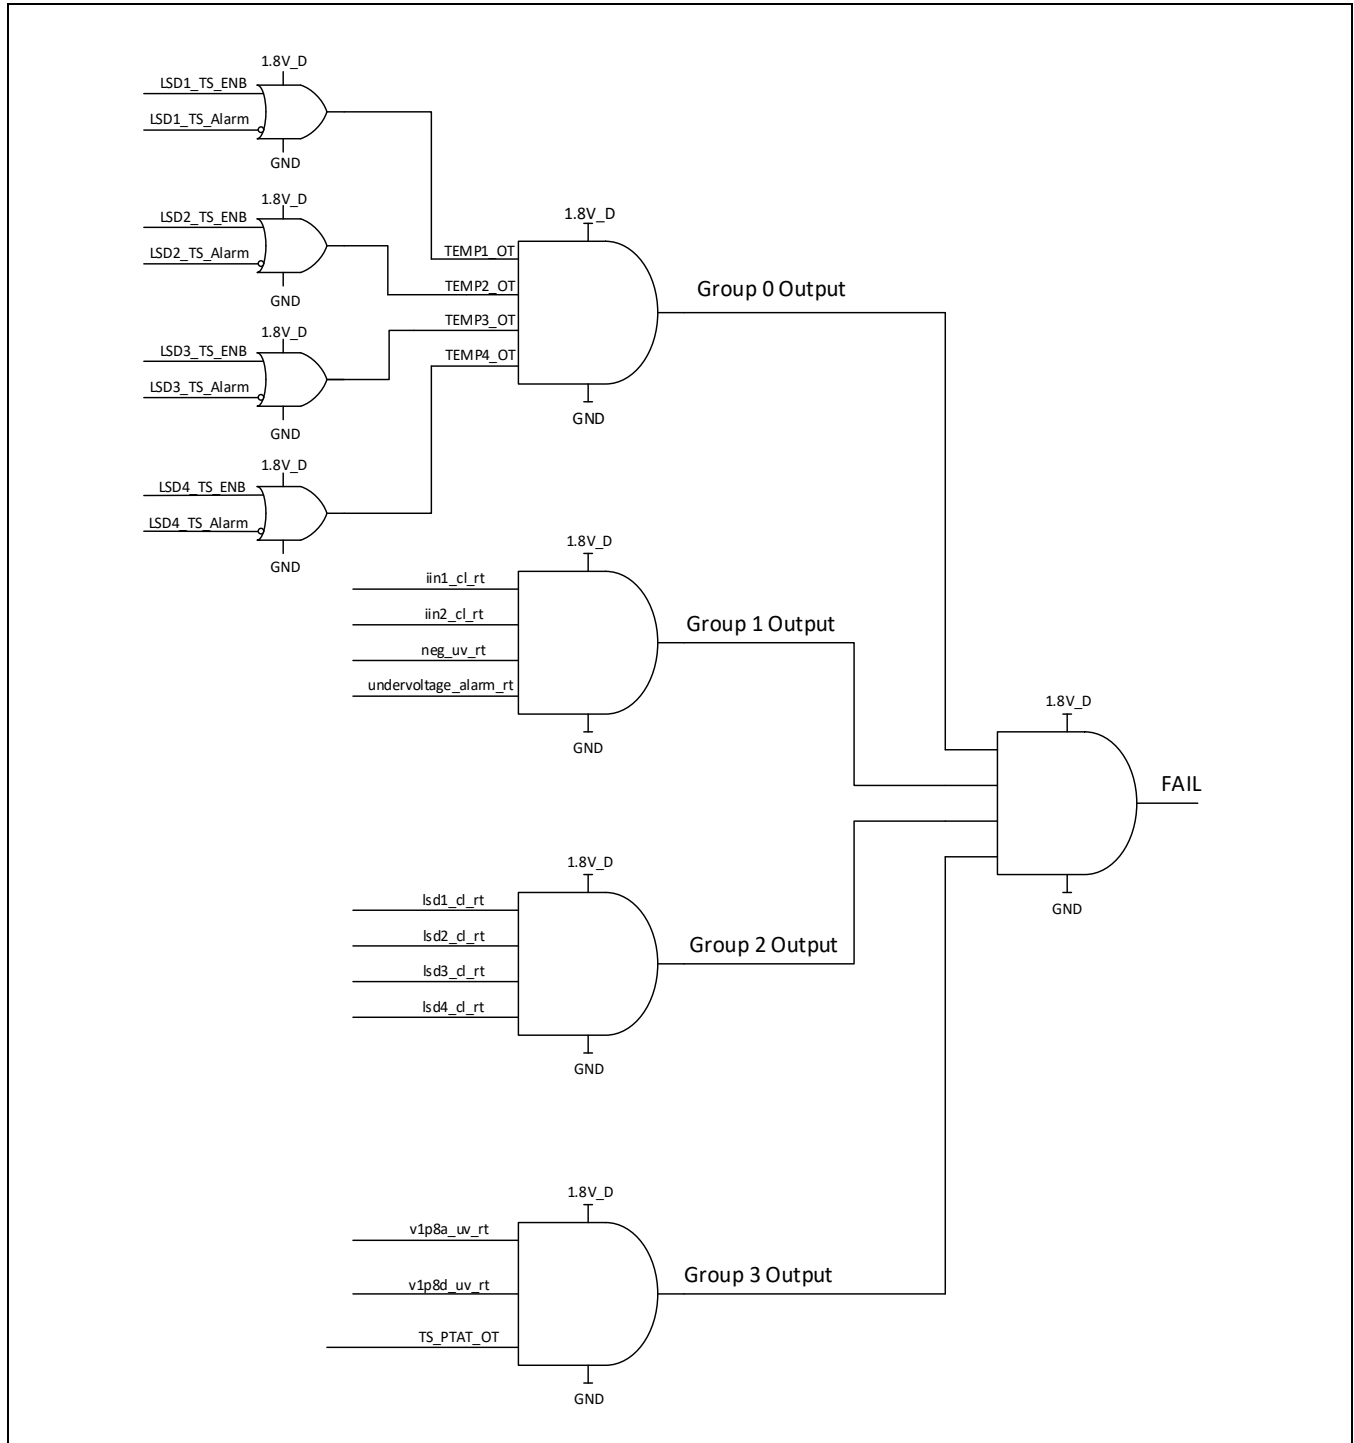 1.8V_D
LSD1_TS_ENB
LSD1_TS_Alarm
GND
1.8V_D
LSD2_TS_ENB
LSD2_TS_Alarm
GND
1.8V_D
LSD3_TS_ENB
LSD3_TS_Alarm
GND
1.8V_D
LSD4_TS_ENB
LSD4_TS_Alarm
GND
1.8V_D
TEMP1_OT
TEMP2_OT
TEMP3_OT
TEMP4_OT
GND
Group 0 Output
1.8V_D
iin1_cl_rt
iin2_cl_rt
neg_uv_rt
undervoltage_alarm_rt
GND
Group 1 Output
1.8V_D
lsd1_cl_rt
lsd2_cl_rt
lsd3_cl_rt
lsd4_cl_rt
GND
Group 2 Output
1.8V_D
v1p8a_uv_rt
v1p8d_uv_rt
TS_PTAT_OT
GND
Group 3 Output
1.8V_D
FAIL
GND